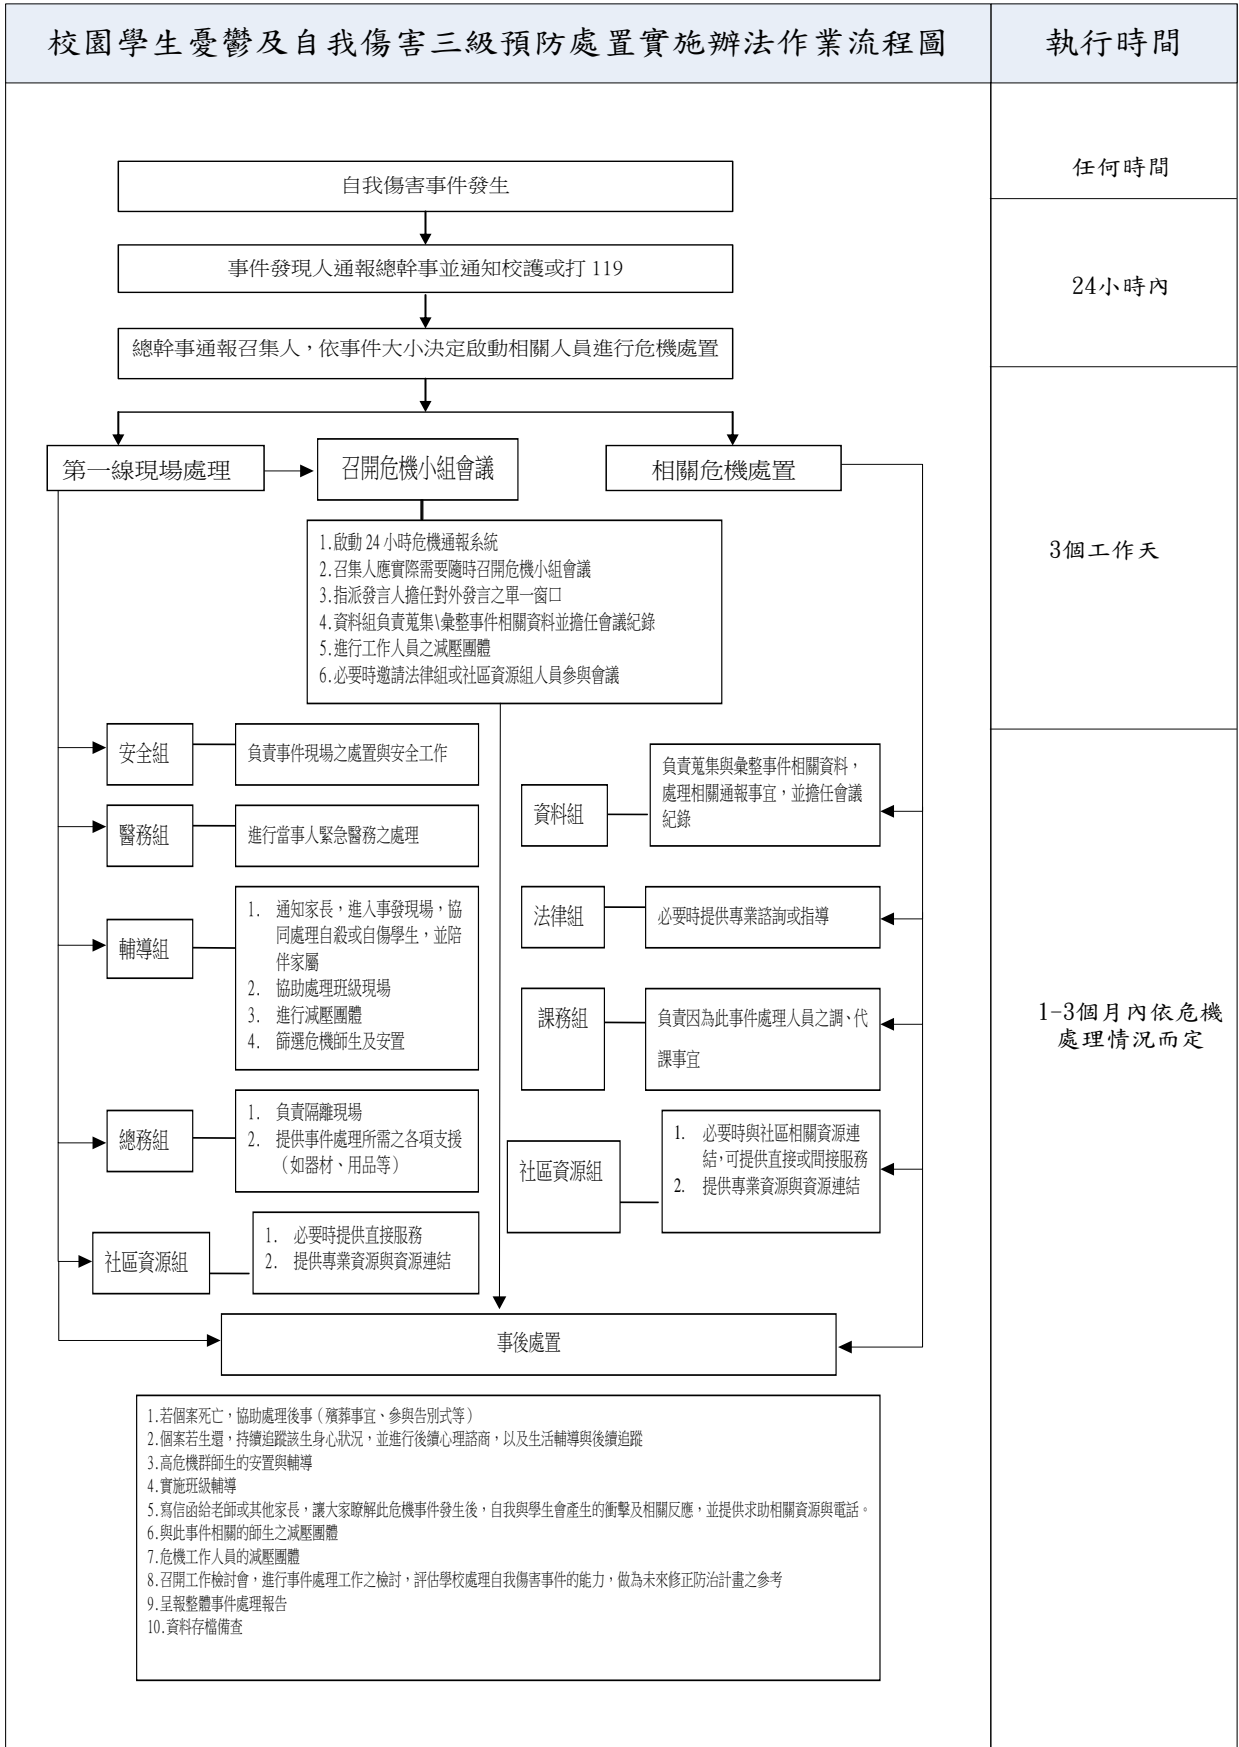 校園學生憂鬱及自我傷害三級預防處置實施辦法作業流程圖
執行時間
任何時間
自我傷害事件發生
事件發現人通報總幹事並通知校護或打 119
24小時內
總幹事通報召集人，依事件大小決定啟動相關人員進行危機處置
第一線現場處理
召開危機小組會議
相關危機處置
1.啟動 24 小時危機通報系統
2.召集人應實際需要隨時召開危機小組會議
3.指派發言人擔任對外發言之單一窗口
4.資料組負責蒐集\彙整事件相關資料並擔任會議紀錄
5.進行工作人員之減壓團體
6.必要時邀請法律組或社區資源組人員參與會議
3個工作天
安全組
負責事件現場之處置與安全工作
醫務組
進行當事人緊急醫務之處理
輔導組
1. 通知家長，進入事發現場，協
同處理自殺或自傷學生，並陪
伴家屬
2. 協助處理班級現場
3. 進行減壓團體
4. 篩選危機師生及安置
總務組
1. 負責隔離現場
2. 提供事件處理所需之各項支援
（如器材、用品等）
社區資源組
1. 必要時提供直接服務
2. 提供專業資源與資源連結
資料組
負責蒐集與彙整事件相關資料，
處理相關通報事宜，並擔任會議
紀錄
法律組
必要時提供專業諮詢或指導
課務組
負責因為此事件處理人員之調、代
課事宜
社區資源組
1. 必要時與社區相關資源連
結，可提供直接或間接服務
2. 提供專業資源與資源連結
1-3個月內依危機
處理情況而定
事後處置
1.若個案死亡，協助處理後事（殯葬事宜、參與告別式等）
2.個案若生還，持續追蹤該生身心狀況，並進行後續心理諮商，以及生活輔導與後續追蹤
3.高危機群師生的安置與輔導
4.實施班級輔導
5.寫信函給老師或其他家長，讓大家瞭解此危機事件發生後，自我與學生會產生的衝擊及相關反應，並提供求助相關資源與電話。
6.與此事件相關的師生之減壓團體
7.危機工作人員的減壓團體
8.召開工作檢討會，進行事件處理工作之檢討，評估學校處理自我傷害事件的能力，做為未來修正防治計畫之參考
9.呈報整體事件處理報告
10.資料存檔備查